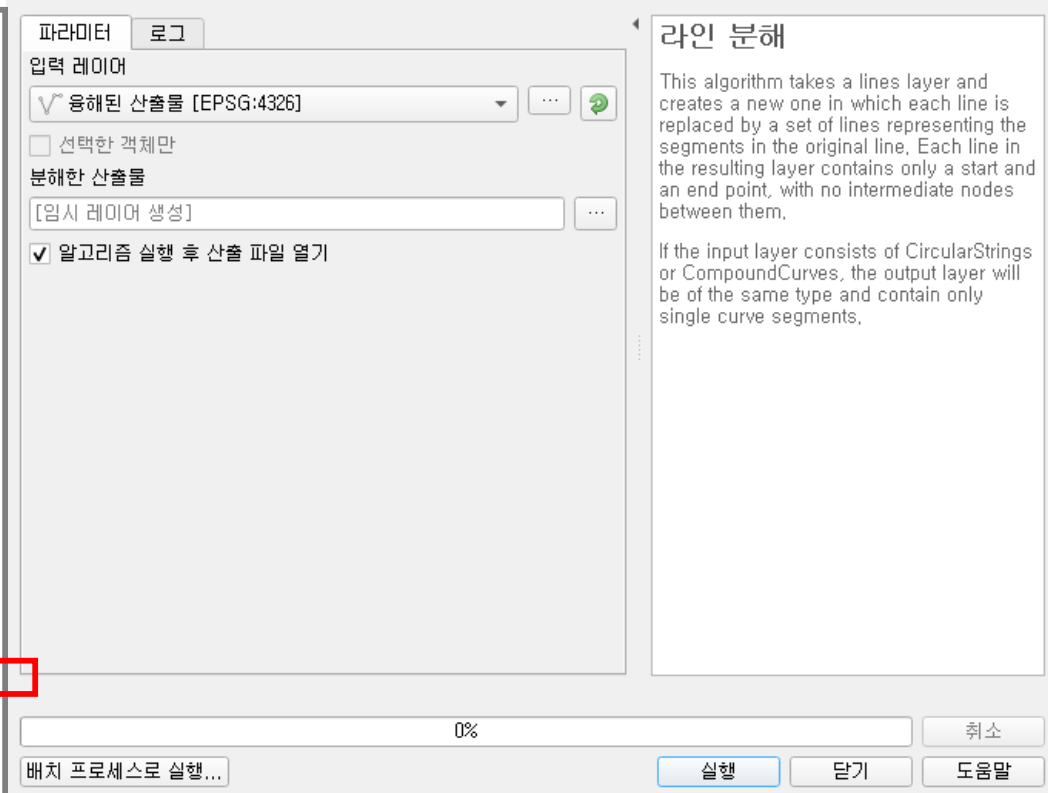 파라미터
로그
입력 레이어
융해된 산출물 [EPSG:4326]
...
선택한 객체만
분해한 산출물
[임시 레이어 생성]
...
알고리즘 실행 후 산출 파일 열기
라인 분해
This algorithm takes a lines layer and
creates a new one in which each line is
replaced by a set of lines representing the
segments in the original line. Each line in
the resulting layer contains only a start and
an end point, with no intermediate nodes
between them.
If the input layer consists of CircularStrings
or CompoundCurves, the output layer will
be of the same type and contain only
single curve segments.
0%
취소
배치 프로세스로 실행...
실행
닫기
도움말